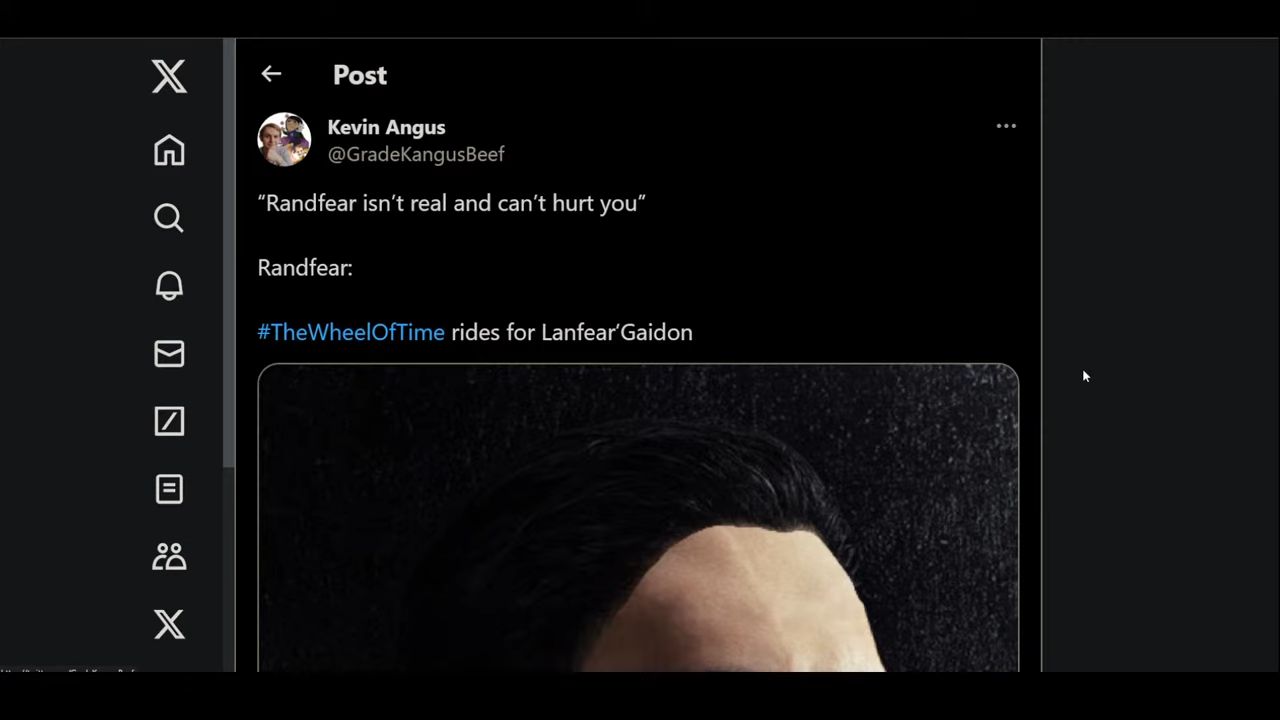 Post
Kevin Angus
@GradeKangusBeef
“Randfear isn’t real and can’t hurt you”
Randfear:
#TheWheelOfTime rides for Lanfear’Gaidon